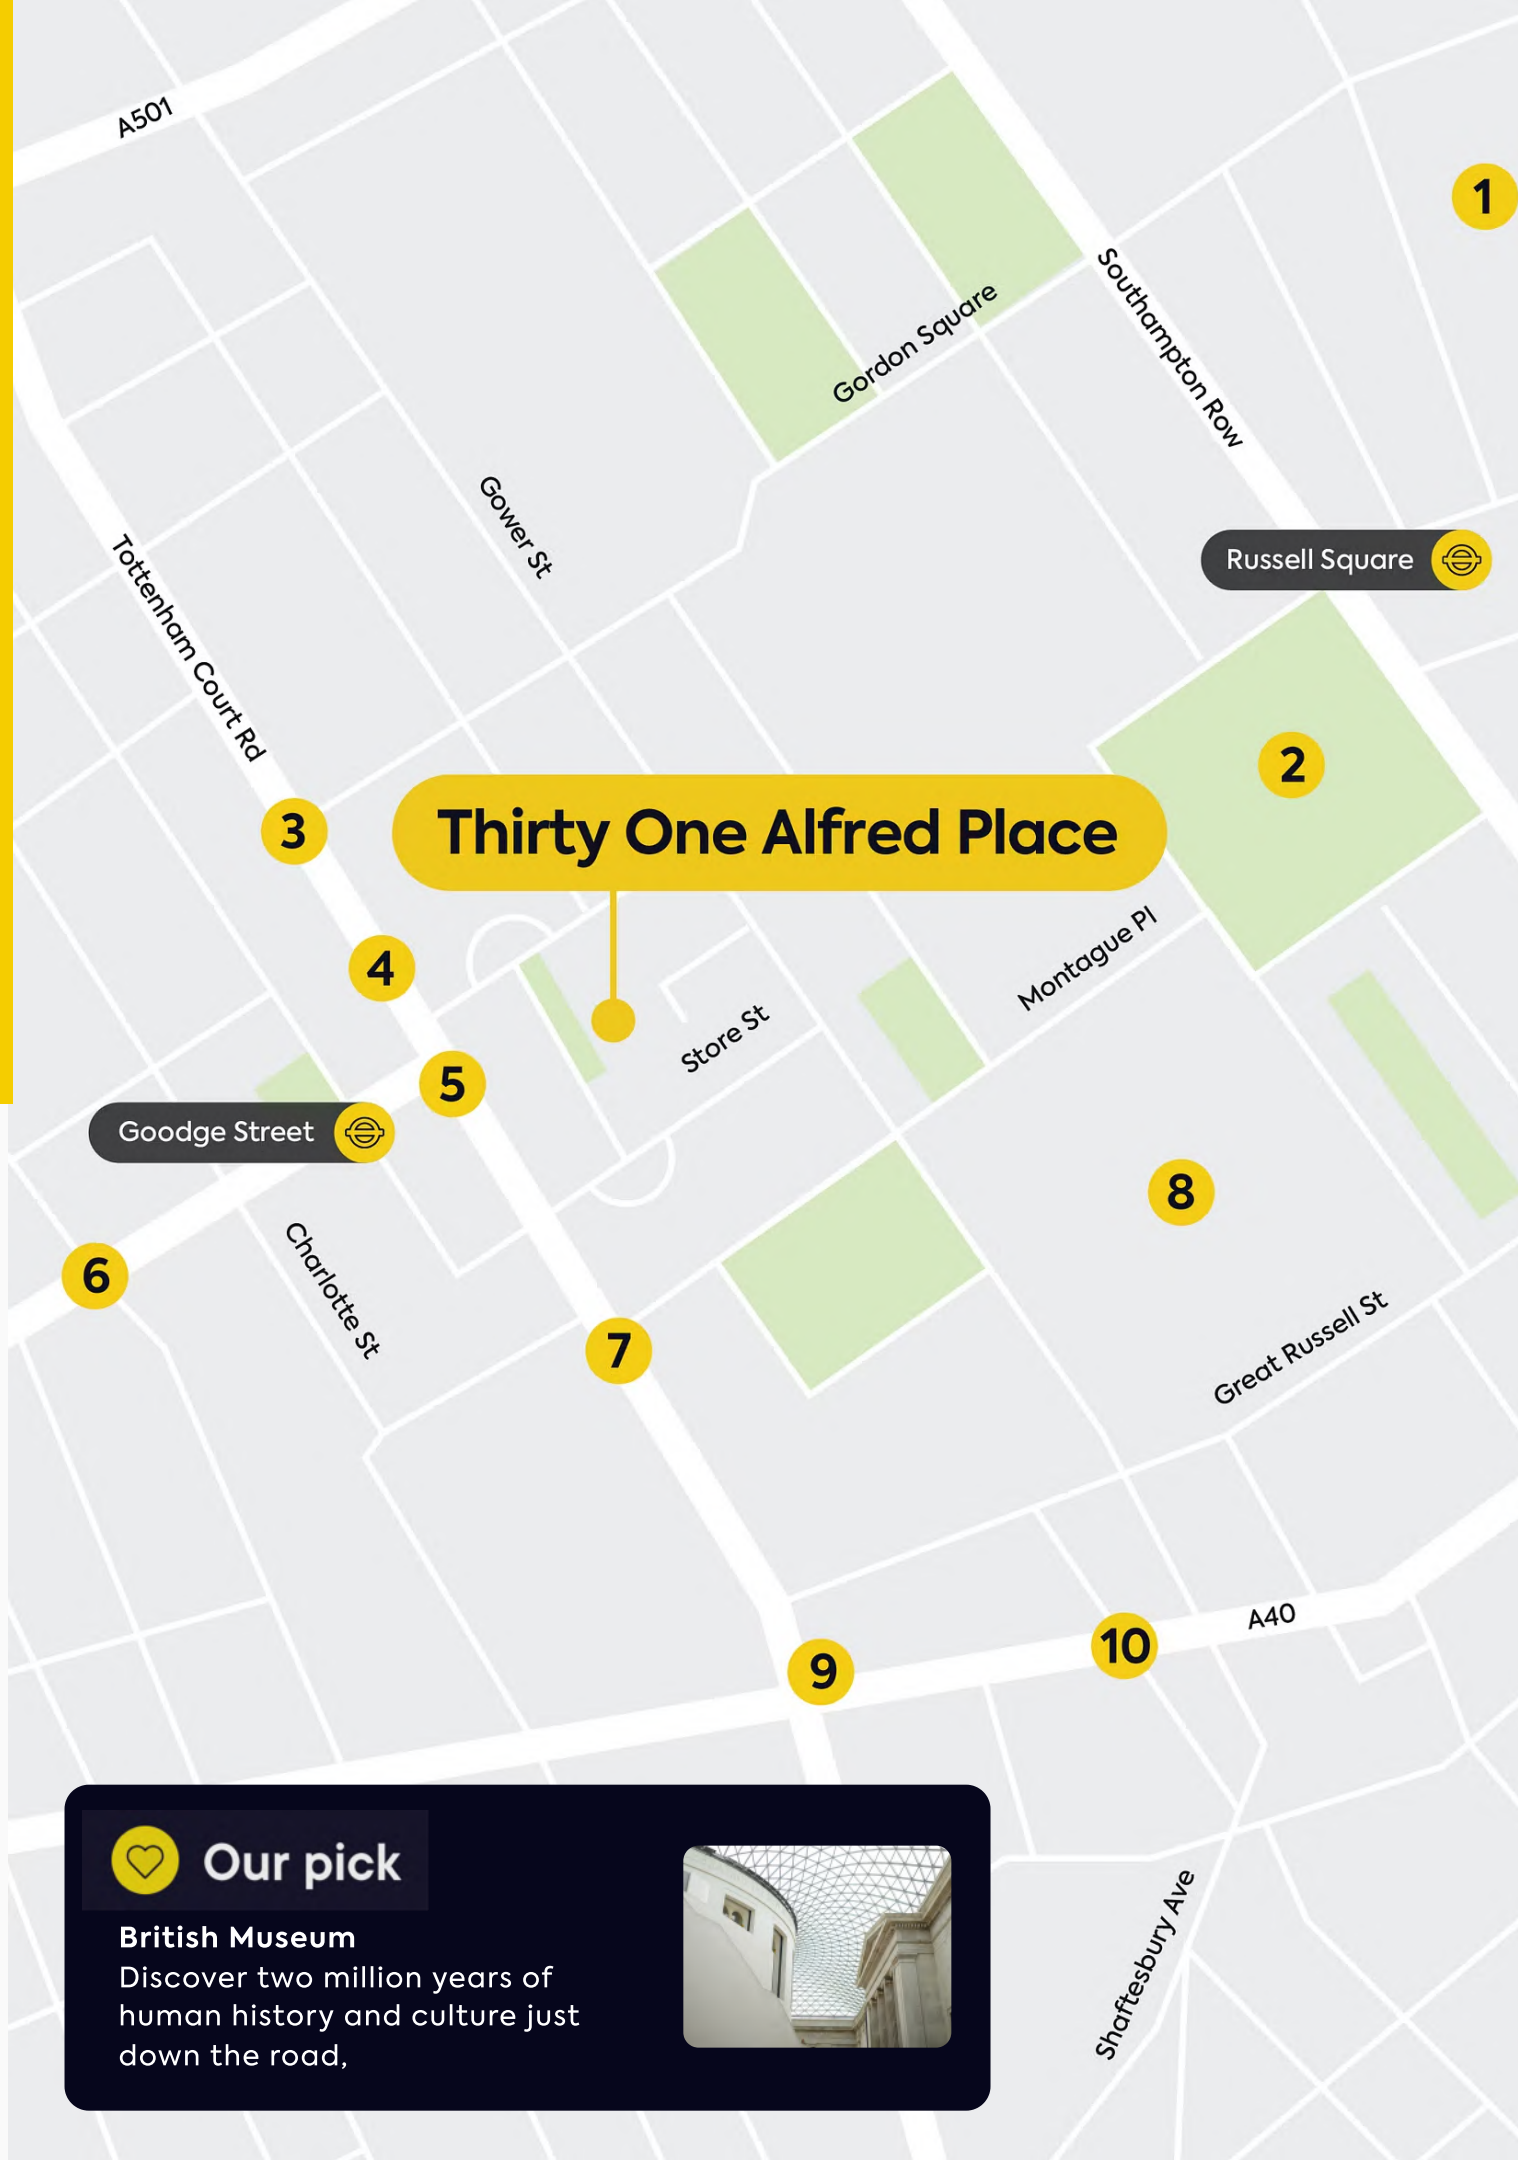 A501
1
Southampton Row
Gordon Square
Gower St
Russell Square
Tottenham Court Rd
2
3
Thirty One Alfred Place
4
Montague Pl
Store St
5
Goodge Street
8
6
Charlotte St
7
Great Russell St
A40
10
9
Our pick
British Museum
Discover two million years of
human history and culture just
down the road,
Shaftesbury Ave